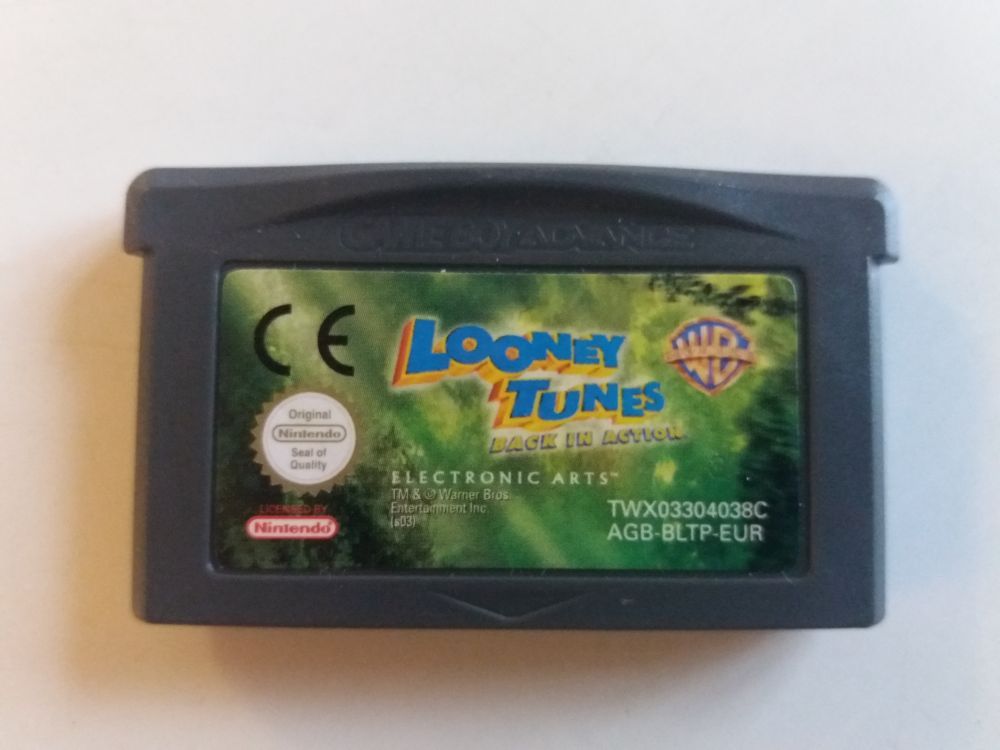 GAME BOY ADVANCE
CE
LOONEY
TUNES
BACK IN ACTION
WB
Original
Nintendo
Seal of
Quality
ELECTRONIC ARTS™
TM & © Warner Bros.
Entertainment Inc.
(s03)
LICENSED BY
Nintendo
TWX03304038C
AGB-BLTP-EUR